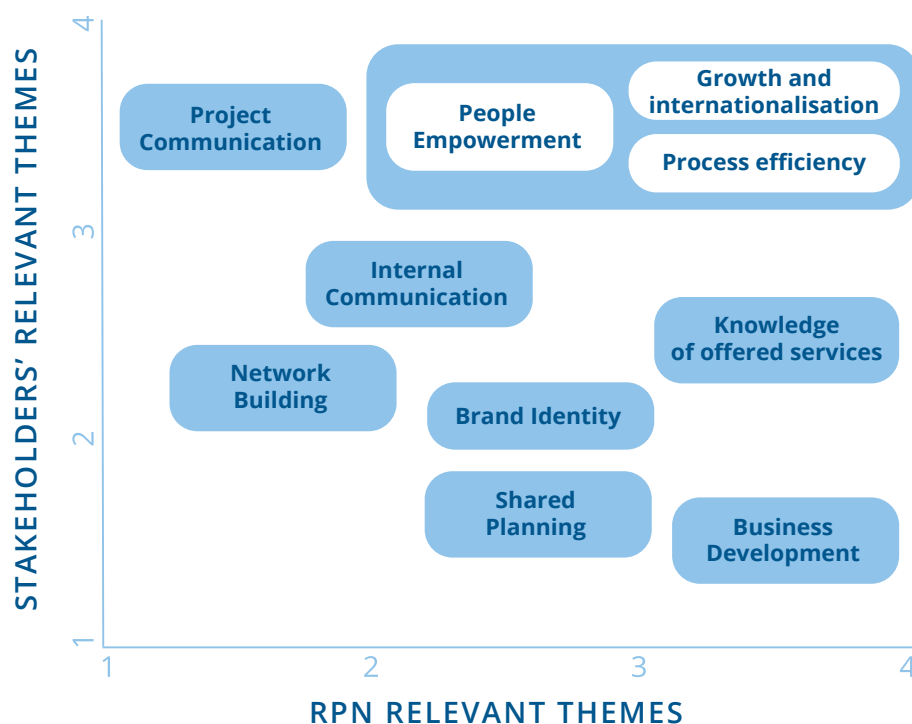 STAKEHOLDERS’ RELEVANT THEMES
4
3
2
1
Project
Communication
People
Empowerment
Growth and
internationalisation
Process efficiency
Internal
Communication
Knowledge
of offered services
Network
Building
Brand Identity
Shared
Planning
Business
Development
1
2
3
4
RPN RELEVANT THEMES